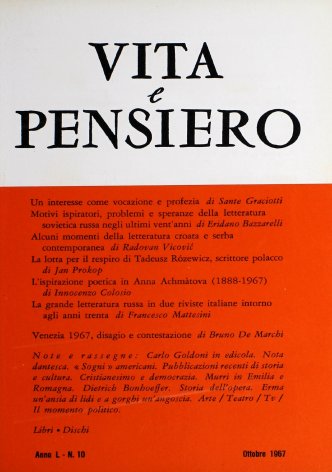 VITA
e
PENSIERO
Un interesse come vocazione e profezia di Sante Graciotti
Motivi ispiratori, problemi e speranze della letteratura
sovietica russa negli ultimi vent'anni di Eridano Bazzarelli
Alcuni momenti della letteratura croata e serba
contemporanea di Radovan Vicović
La lotta per il respiro di Tadeusz Rózewicz, scrittore polacco
di Jan Prokop
L'ispirazione poetica in Anna Achmàtova (1888-1967)
di Innocenzo Colosio
La grande letteratura russa in due riviste italiane intorno
agli anni trenta di Francesco Mattesini
Venezia 1967, disagio e contestazione di Bruno De Marchi
Note e rassegne: Carlo Goldoni in edicola. Nota
dantesca. « Sogni » americani. Pubblicazioni recenti di storia
e cultura. Cristianesimo e democrazia. Murri in Emilia e
Romagna. Dietrich Bonhoeffer. Storia dell'opera. Erma
un'ansia di lidi e a gorghi un'angoscia. Arte / Teatro / Tv /
Il momento politico.
Libri • Dischi
Anno L - N. 10
Ottobre 1967